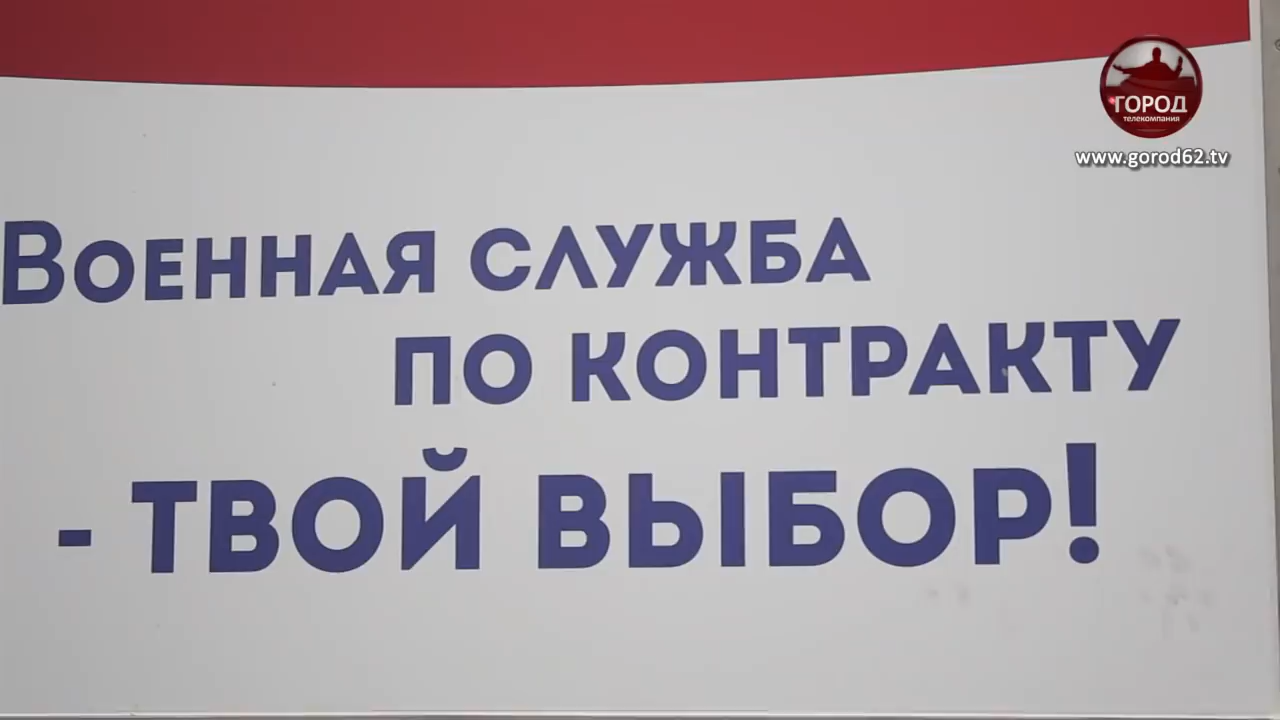 ГОРОД
телекомпания
www.gorod62.tv
Военная служба
по контракту
- твой выбор!